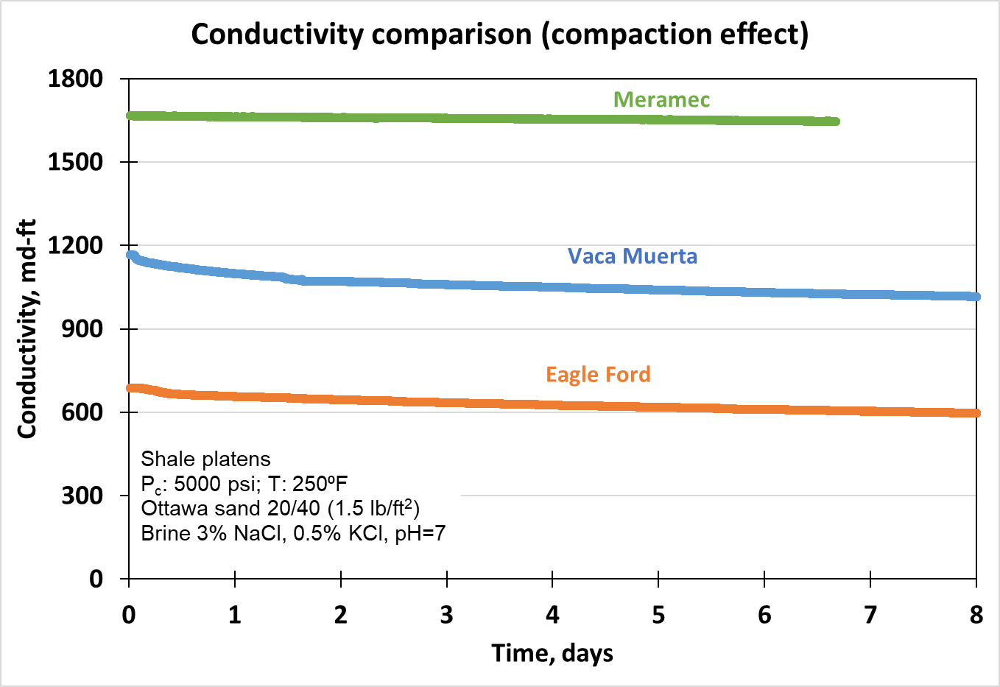 Conductivity comparison (compaction effect)
1800
1500
1200
900
600
300
0
Conductivity, md-ft
Meramec
Vaca Muerta
Eagle Ford
Shale platens
Pc: 5000 psi; T: 250ºF
Ottawa sand 20/40 (1.5 lb/ft²)
Brine 3% NaCl, 0.5% KCl, pH=7
0 1 2 3 4 5 6 7 8
Time, days